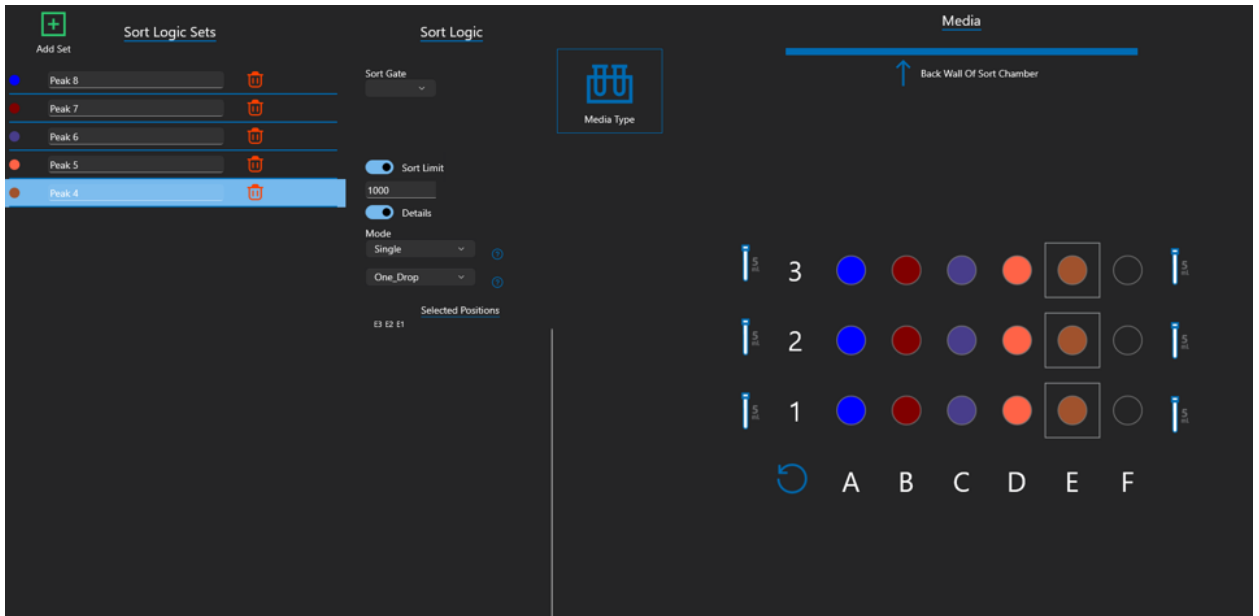 Add Set
Sort Logic Sets
Peak 8
Peak 7
Peak 6
Peak 5
Peak 4
Sort Logic
Sort Gate
Sort Limit
1000
Details
Mode
Single
One_Drop
Selected Positions
E3 E2 E1
Media Type
Media
Back Wall Of Sort Chamber
3
2
1
A B C D E F